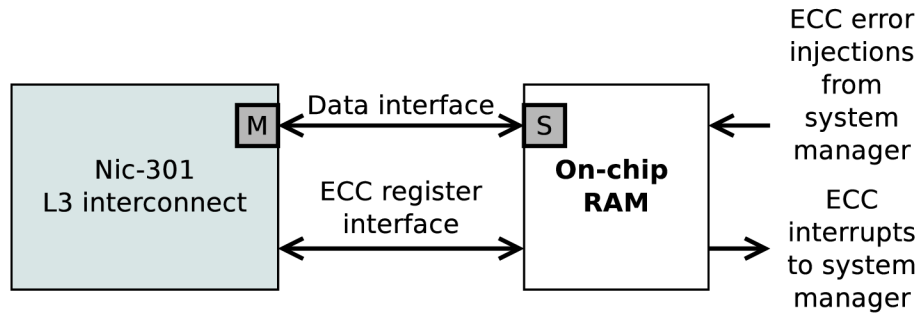 M
Nic-301
L3 interconnect
Data interface
ECC register
interface
S
On-chip
RAM
ECC error
injections
from
system
manager
ECC
interrupts
to system
manager